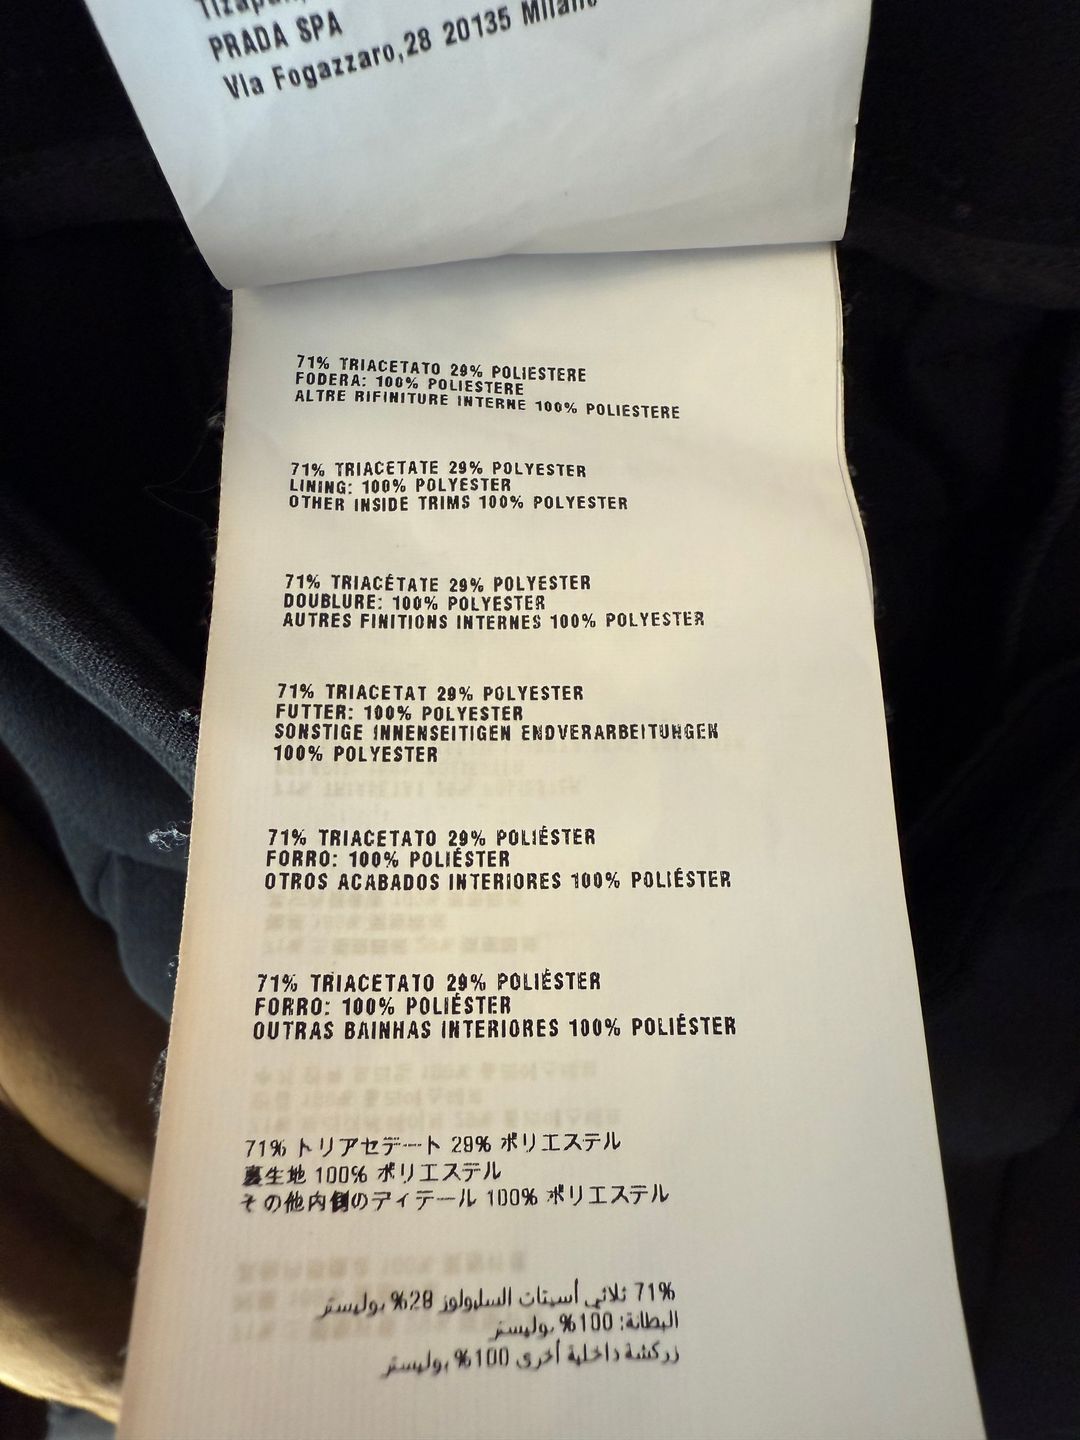 PRADA SPA
Via Fogazzaro,28 20135 Milano
71% TRIACETATO 29% POLIESTERE
FODERA: 100% POLIESTERE
ALTRE RIFINITURE INTERNE 100% POLIESTERE
71% TRIACETATE 29% POLYESTER
LINING: 100% POLYESTER
OTHER INSIDE TRIMS 100% POLYESTER
71% TRIACÉTATE 29% POLYESTER
DOUBLURE: 100% POLYESTER
AUTRES FINITIONS INTERNES 100% POLYESTER
71% TRIACETAT 29% POLYESTER
FUTTER: 100% POLYESTER
SONSTIGE INNENSEITIGEN ENDVERARBEITUNGEN
100% POLYESTER
71% TRIACETATO 29% POLIÉSTER
FORRO: 100% POLIÉSTER
OTROS ACABADOS INTERIORES 100% POLIÉSTER
71% TRIACETATO 29% POLIÉSTER
FORRO: 100% POLIÉSTER
OUTRAS BAINHAS INTERIORES 100% POLIÉSTER
71% トリアセテート 29% ポリエステル
裏生地 100% ポリエステル
その他内側のディテール 100% ポリエステル
71% ثلاثي أسيتات السليولوز 29% بوليستر
البطانة: 100% بوليستر
زركشة داخلية أخرى 100% بوليستر